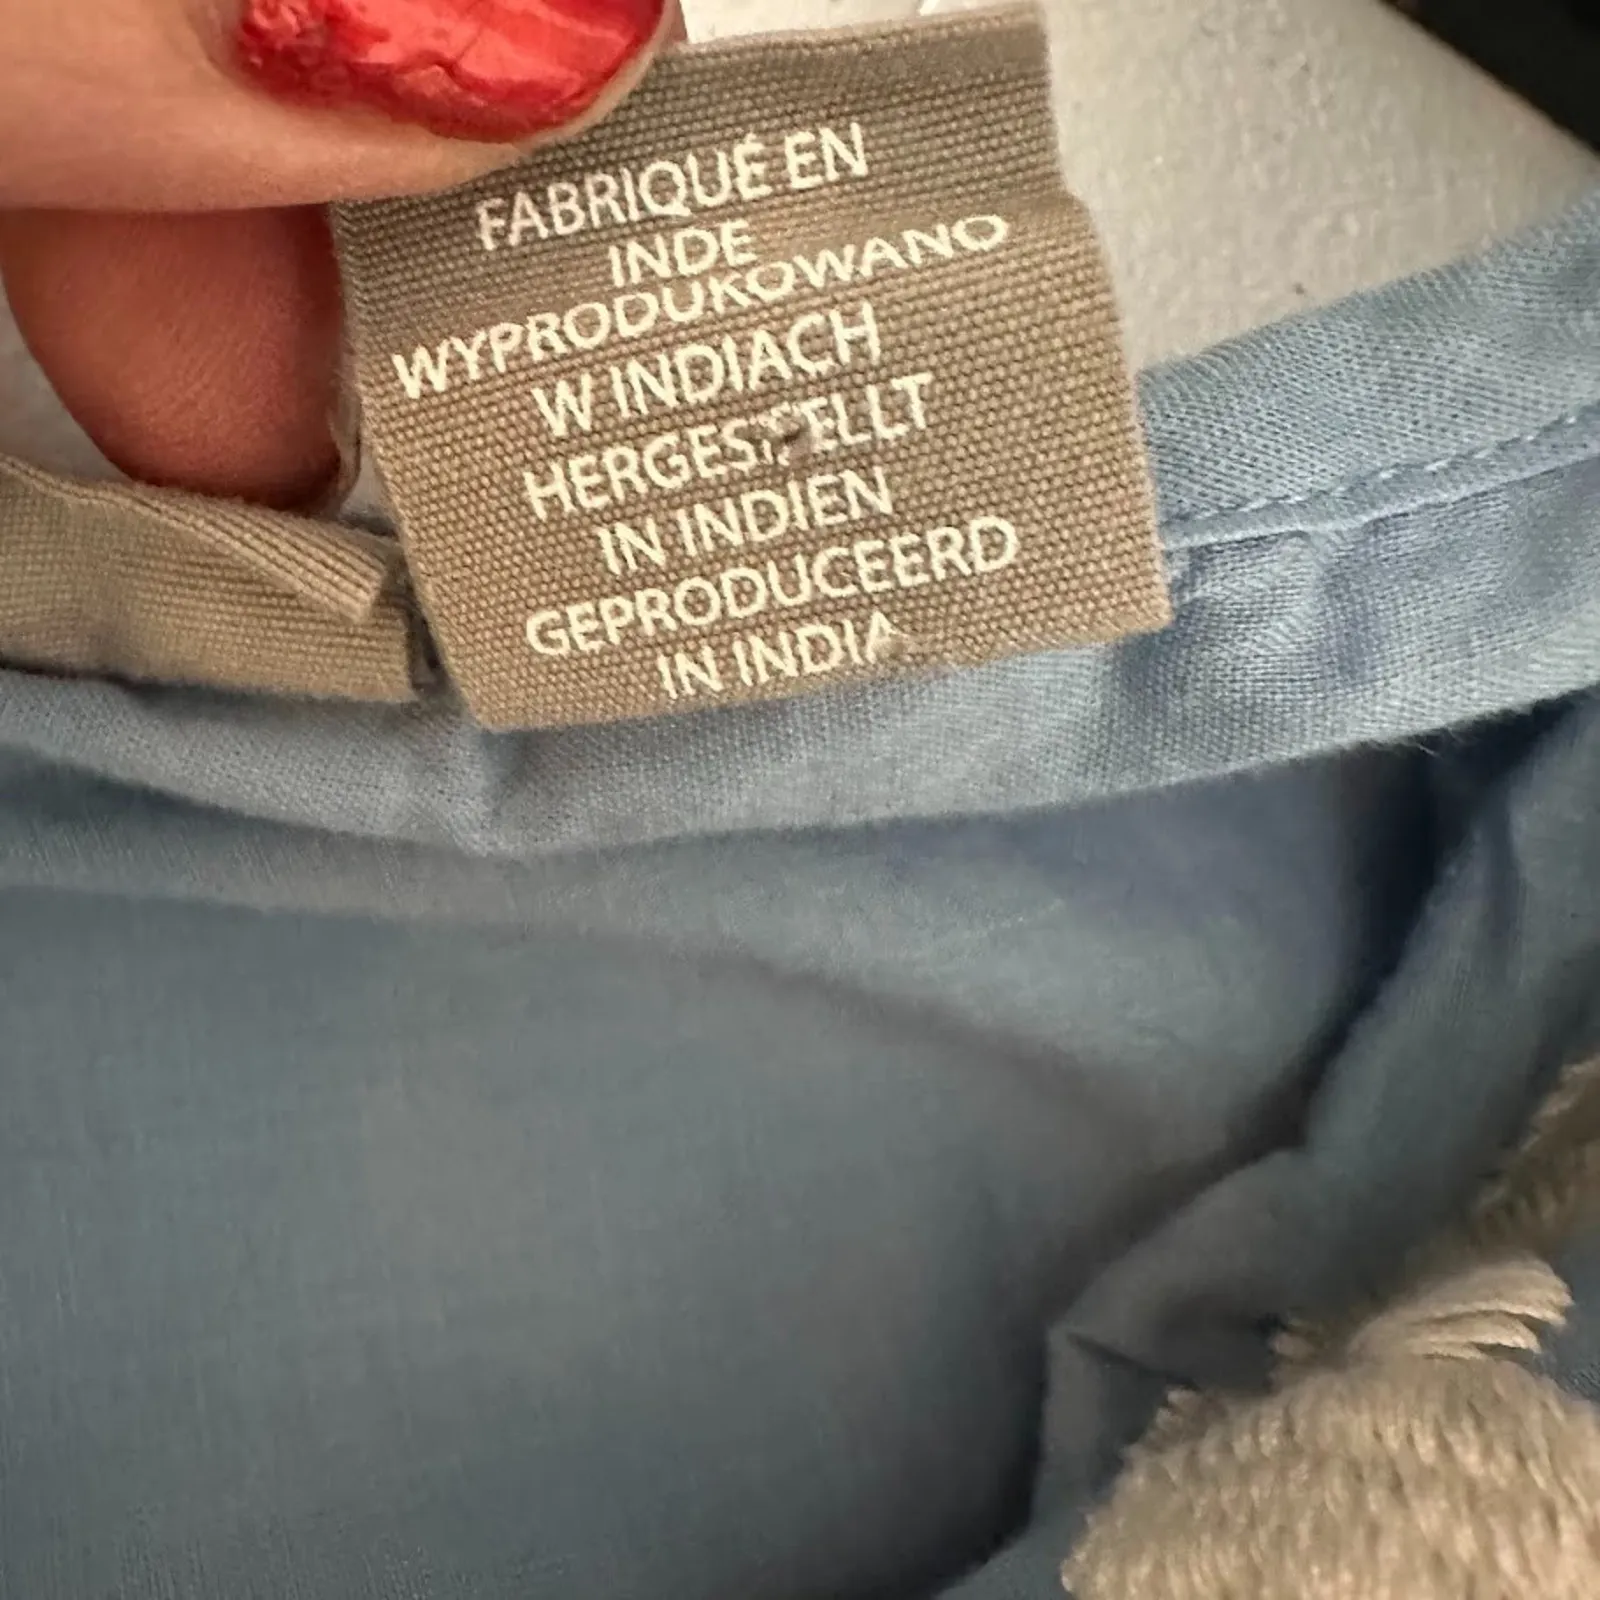 FABRIQUÉ EN
INDE
WYPRODUKOWANO
W INDIACH
HERGESTELLT
IN INDIEN
GEPRODUCEERD
IN INDIA